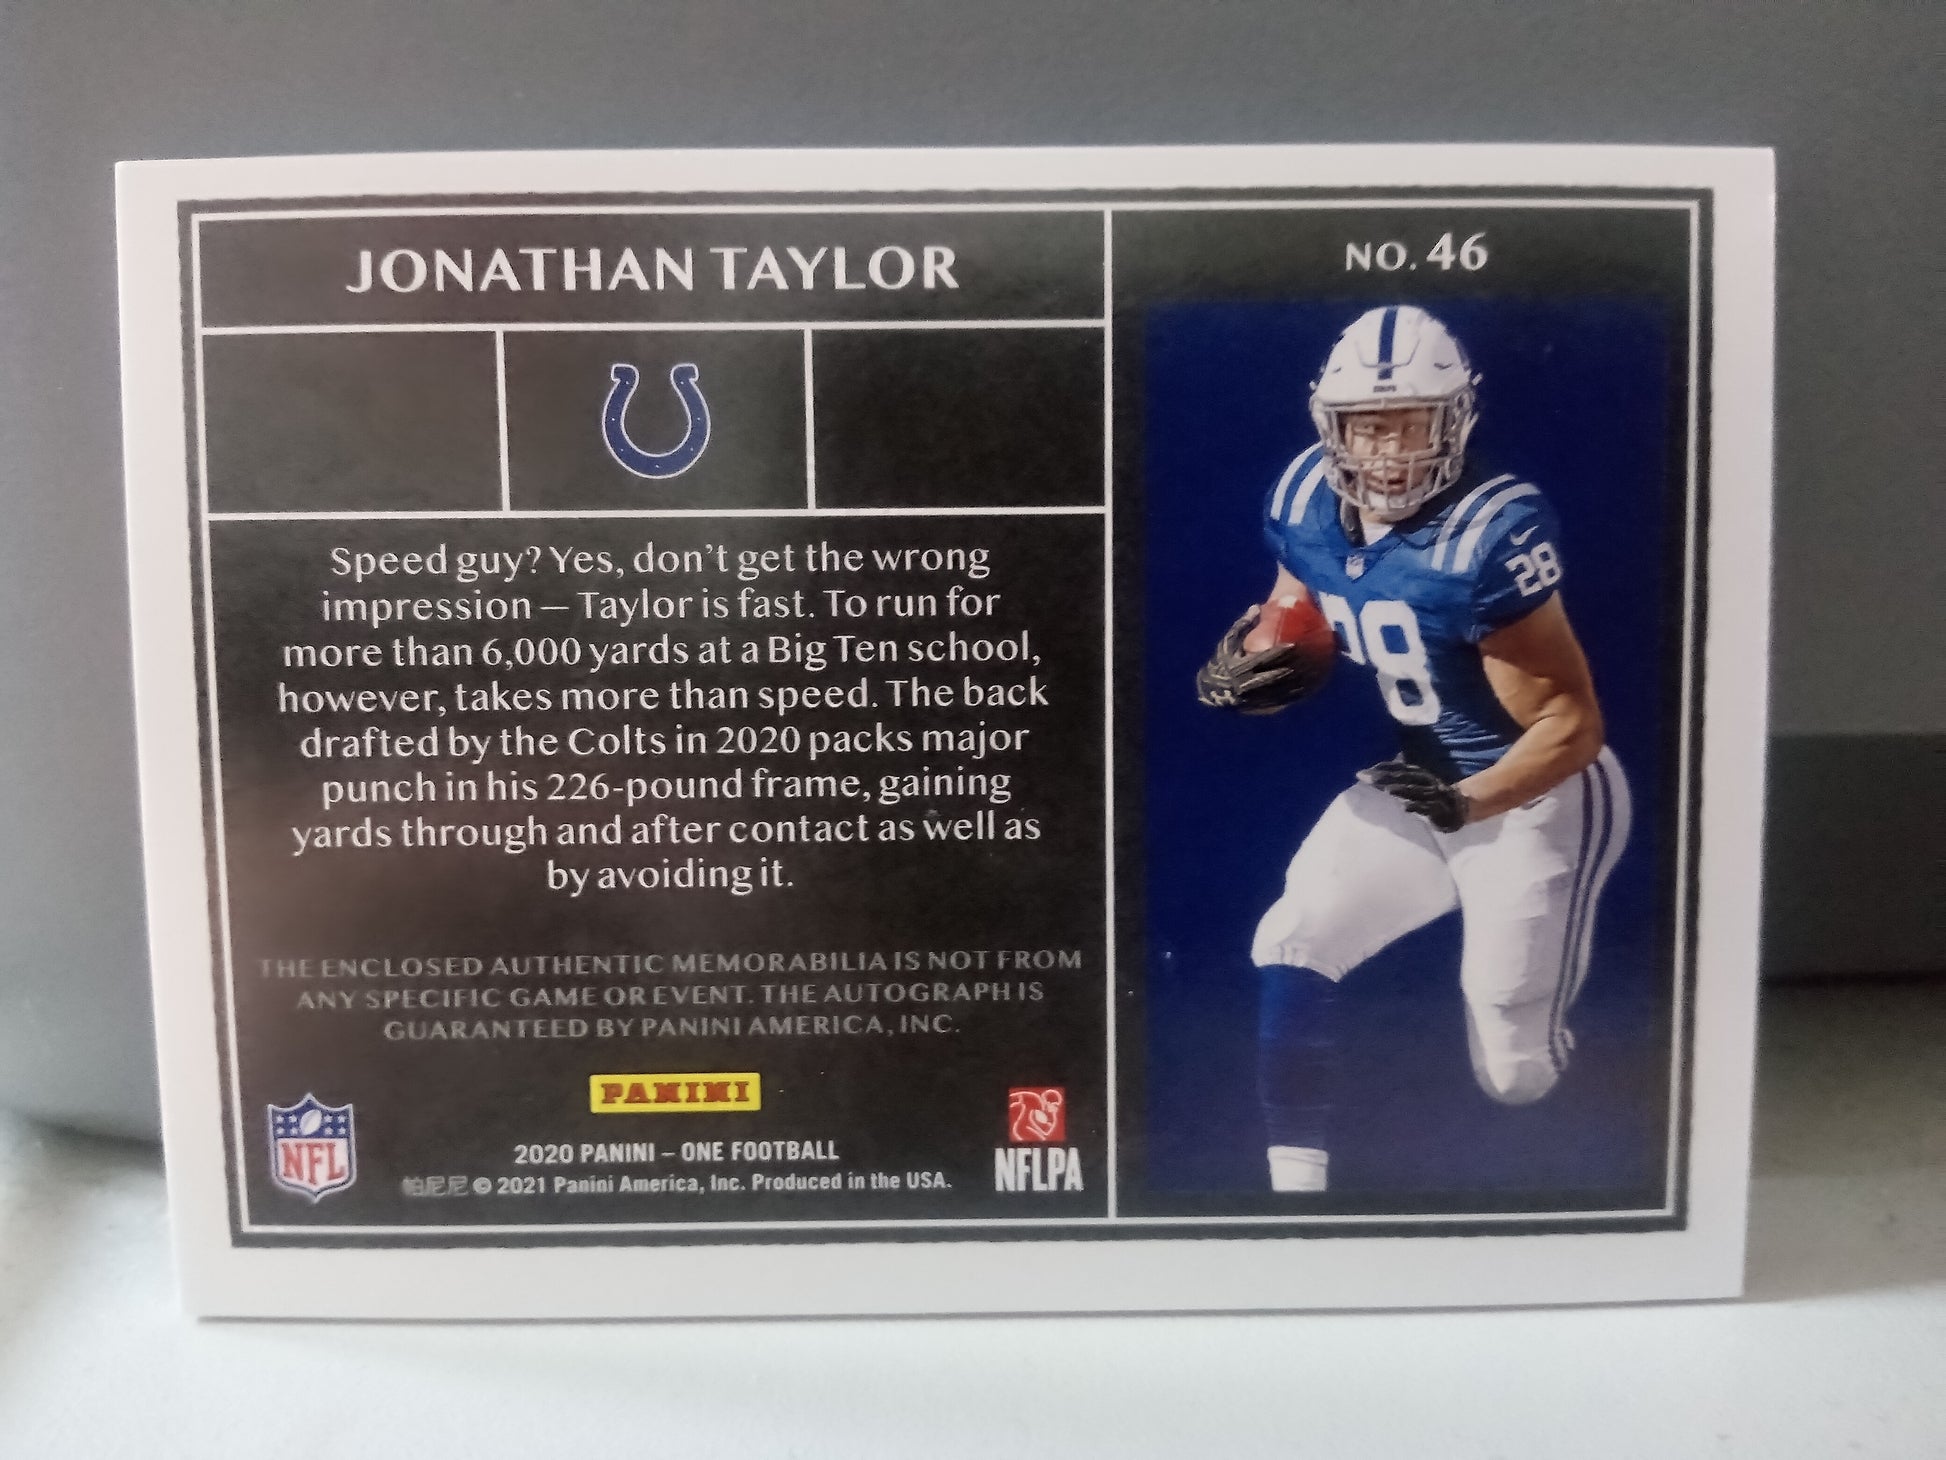 JONATHAN TAYLOR
NO. 46
Speed guy? Yes, don't get the wrong
impression — Taylor is fast. To run for
more than 6,000 yards at a Big Ten school,
however, takes more than speed. The back
drafted by the Colts in 2020 packs major
punch in his 226-pound frame, gaining
yards through and after contact as well as
by avoiding it.
THE ENCLOSED AUTHENTIC MEMORABILIA IS NOT FROM
ANY SPECIFIC GAME OR EVENT. THE AUTOGRAPH IS
GUARANTEED BY PANINI AMERICA, INC.
PANINI
NFL
2020 PANINI – ONE FOOTBALL
帕尼尼 © 2021 Panini America, Inc. Produced in the USA.
NFLPA
28
28